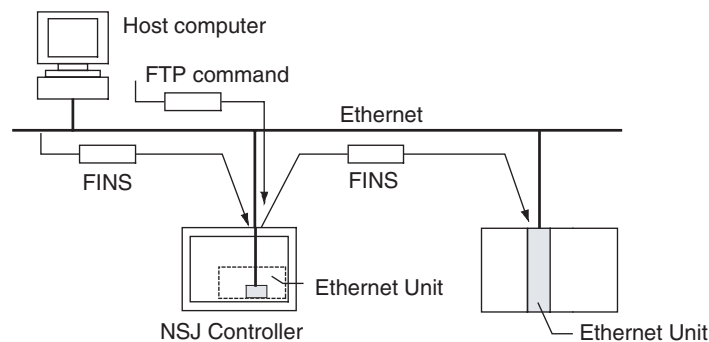 Host computer
FTP command
Ethernet
FINS
FINS
Ethernet Unit
NSJ Controller
Ethernet Unit